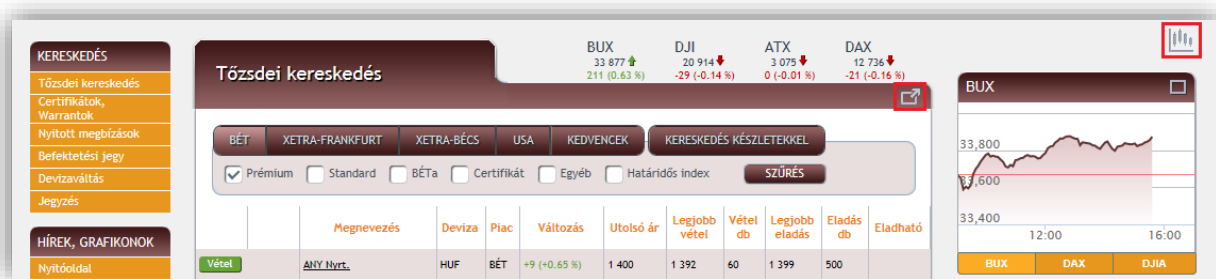 KERESKEDÉS
Tőzsdei kereskedés
Certifikátok,
Warrantok
Nyitott megbízások
Befektetési jegy
Devizaváltás
Jegyzés
HÍREK, GRAFIKONOK
Nyitóoldal
Tőzsdei kereskedés
BUX DJI ATX DAX
33 877 20 914 3 075 12 736
211 (0.63 %) -29 (-0.14 %) 0 (-0.01 %) -21 (-0.16 %)
BÉT XETRA-FRANKFURT XETRA-BÉCS USA KEDVENCEK KERESKEDÉS KÉSZLETEKKEL
Prémium Standard BÉTa Certifikát Egyéb Határidős index SZŰRÉS
Megnevezés Deviza Piac Változás Utolsó ár Legjobb vétel Vétel db Legjobb eladás Eladás db Eladható
Vétel ANY Nyrt. HUF BÉT +9 (+0.65 %) 1 400 1 392 60 1 399 500
BUX
33,800
33,600
33,400
12:00 16:00
BUX DAX DJIA